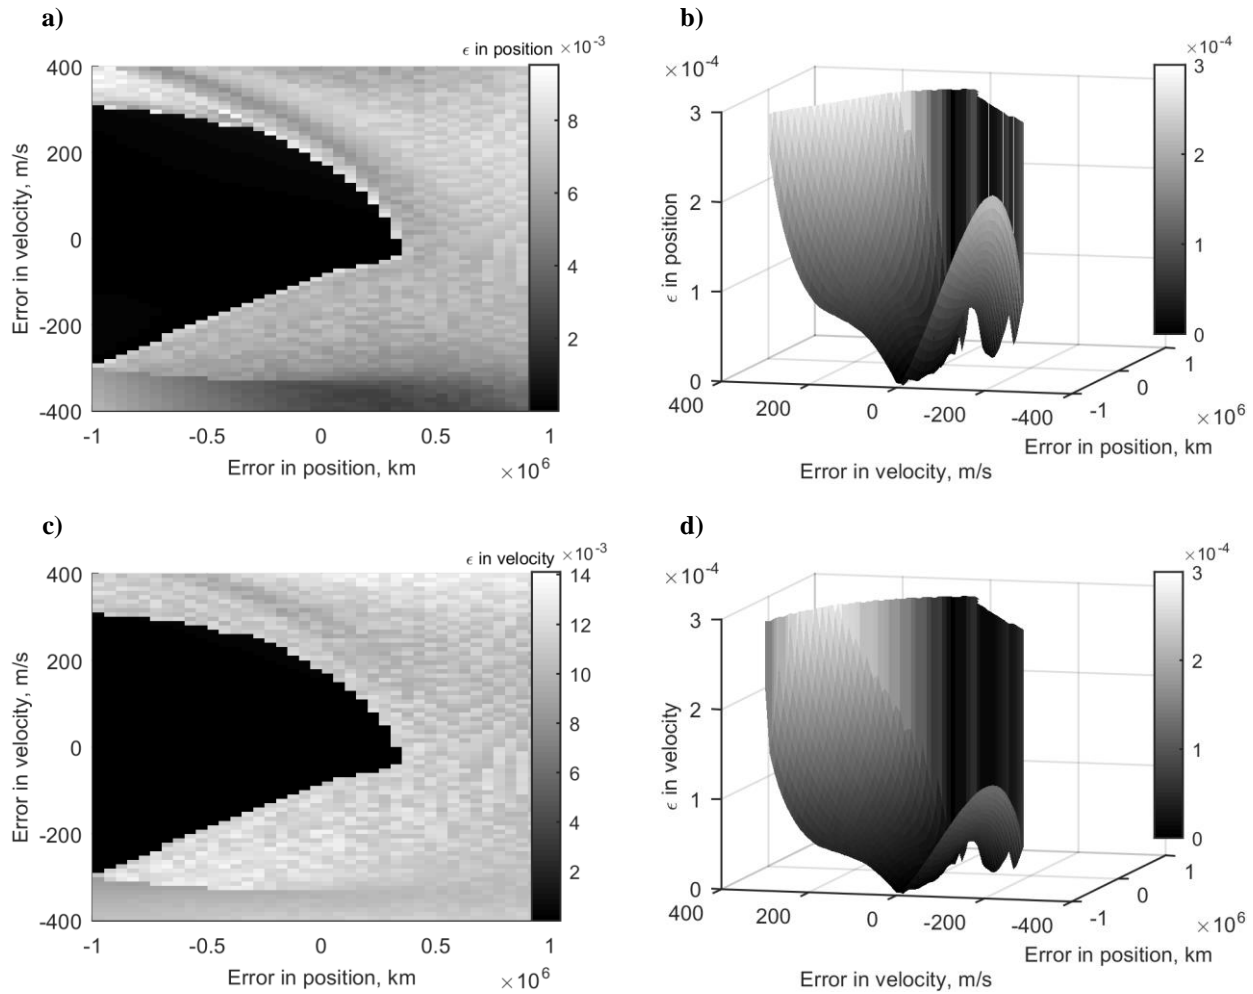 a)
ϵ in position ×10⁻³
400
200
0
-200
-400
Error in velocity, m/s
8
6
4
2
-1 -0.5 0 0.5 1
×10⁶
Error in position, km
b)
×10⁻⁴
3
2
1
0
ϵ in position
400 200 0 -200 -400
Error in velocity, m/s
-1 0 1
×10⁶
Error in position, km
×10⁻⁴
3
2
1
0
c)
ϵ in velocity ×10⁻³
400
200
0
-200
-400
Error in velocity, m/s
14
12
10
8
6
4
2
-1 -0.5 0 0.5 1
×10⁶
Error in position, km
d)
×10⁻⁴
3
2
1
0
ϵ in velocity
400 200 0 -200 -400
Error in velocity, m/s
-1 0 1
×10⁶
Error in position, km
×10⁻⁴
3
2
1
0